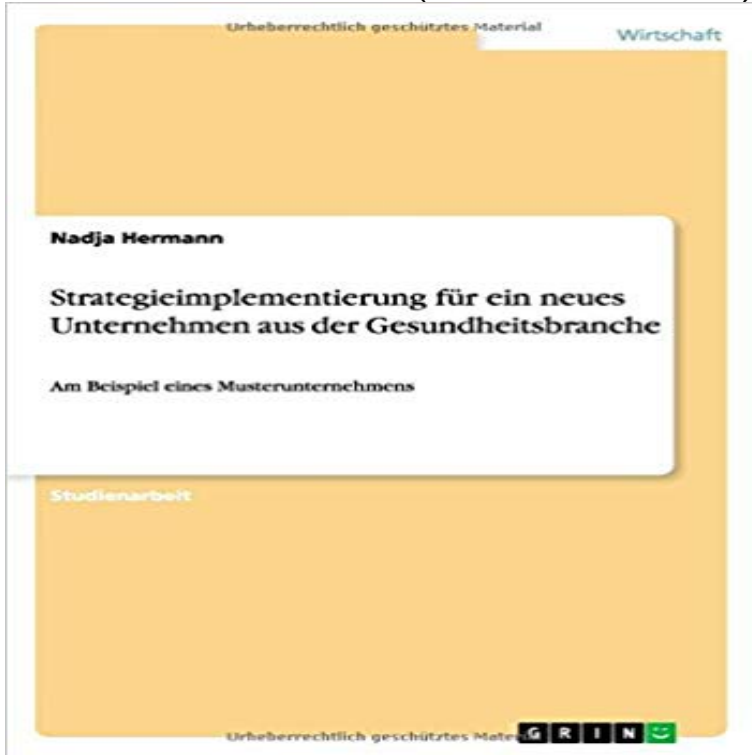 Urheberrechtlich geschütztes Material
Wirtschaft
Nadja Hermann
Strategieimplementierung für ein neues
Unternehmen aus der Gesundheitsbranche
Am Beispiel eines Musterunternehmens
Studienarbeit
Urheberrechtlich geschütztes Mate
GRIN